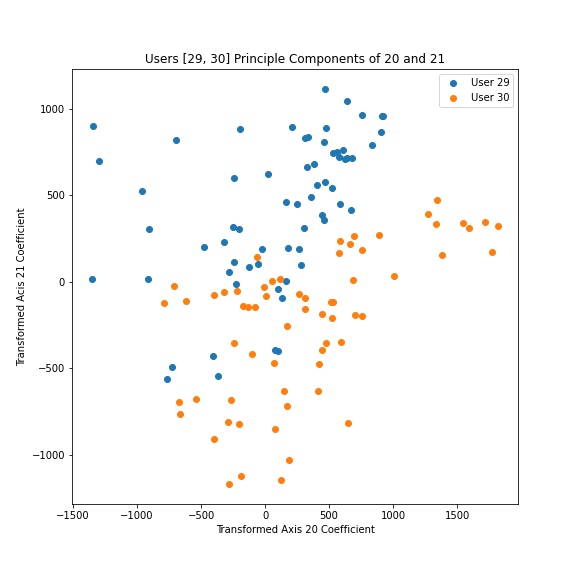 Users [29, 30] Principle Components of 20 and 21
User 29
User 30
Transformed Acis 21 Coefficient
1000
500
0
−500
−1000
−1500 −1000 −500 0 500 1000 1500
Transformed Axis 20 Coefficient